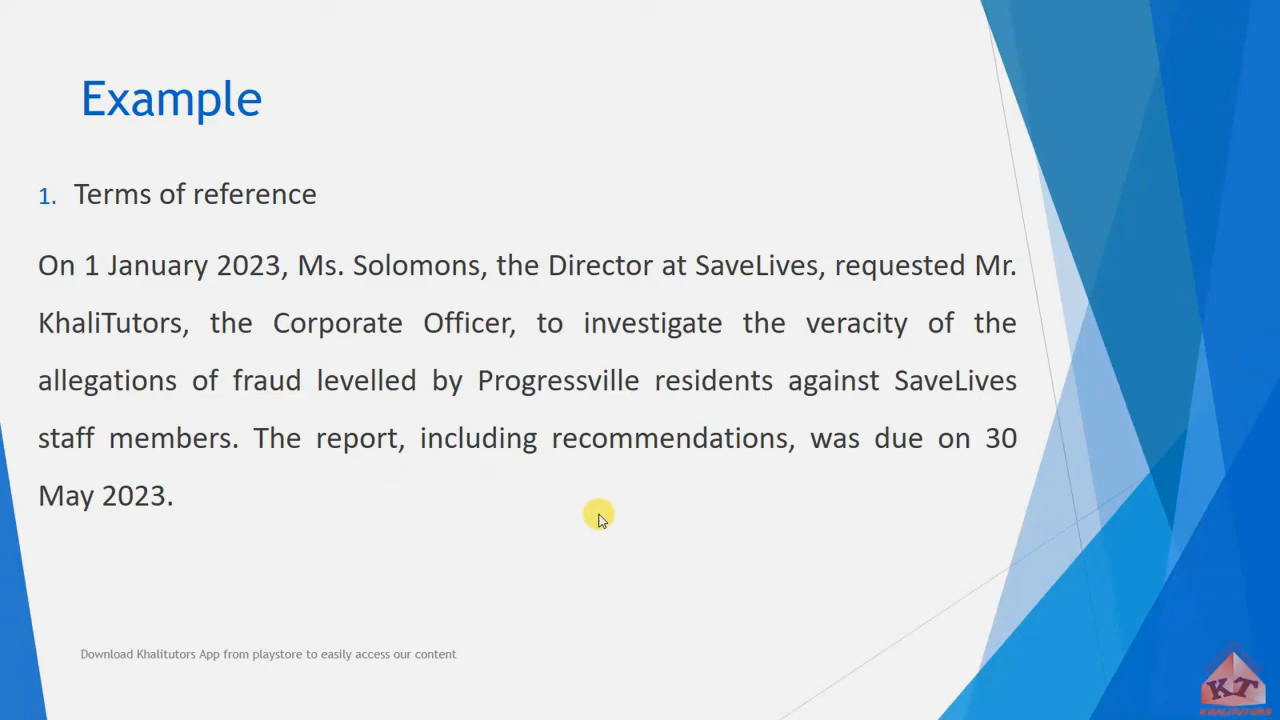 Example
1. Terms of reference
On 1 January 2023, Ms. Solomons, the Director at SaveLives, requested Mr.
KhaliTutors, the Corporate Officer, to investigate the veracity of the
allegations of fraud levelled by Progressville residents against SaveLives
staff members. The report, including recommendations, was due on 30
May 2023.
Download Khalitutors App from playstore to easily access our content
KT
KHALITUTORS